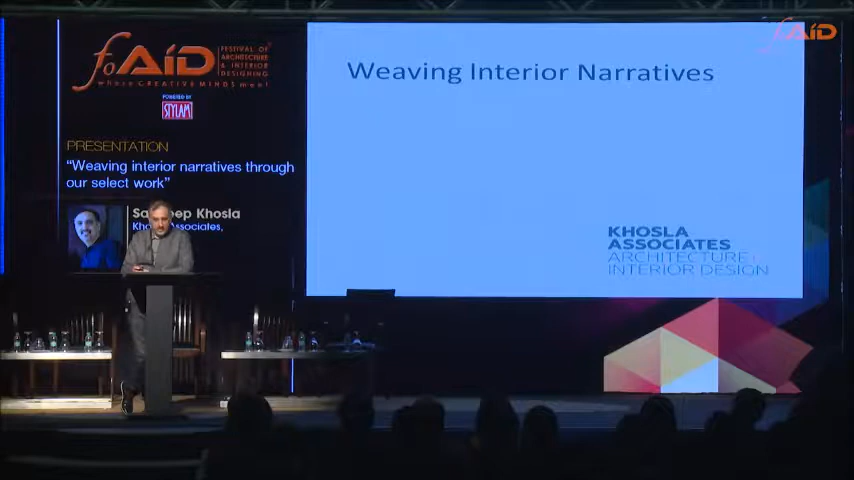 foAID
FESTIVAL OF
ARCHITECTURE
& INTERIOR
DESIGNING
where CREATIVE MINDS meet
POWERED BY
STYLAM
PRESENTATION
“Weaving interior narratives through
our select work”
Khosla
Associates,
Weaving Interior Narratives
KHOSLA
ASSOCIATES
ARCHITECTURE
INTERIOR DESIGN
foAID